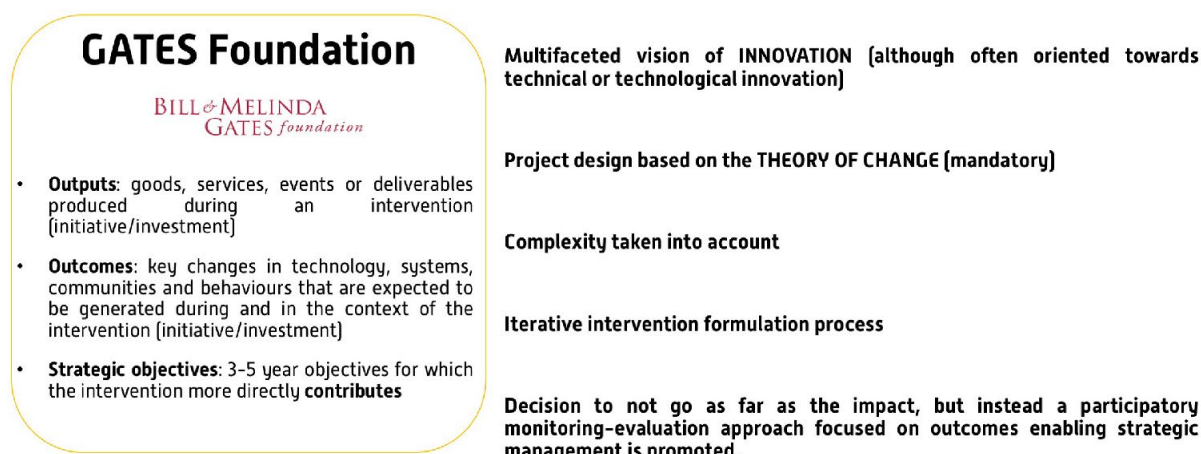 GATES Foundation
BILL & MELINDA
GATES foundation
• Outputs: goods, services, events or deliverables
produced during an intervention
(initiative/investment)
• Outcomes: key changes in technology, systems,
communities and behaviours that are expected to
be generated during and in the context of the
intervention (initiative/investment)
• Strategic objectives: 3-5 year objectives for which
the intervention more directly contributes
Multifaceted vision of INNOVATION (although often oriented towards
technical or technological innovation)
Project design based on the THEORY OF CHANGE (mandatory)
Complexity taken into account
Iterative intervention formulation process
Decision to not go as far as the impact, but instead a participatory
monitoring-evaluation approach focused on outcomes enabling strategic
management is promoted